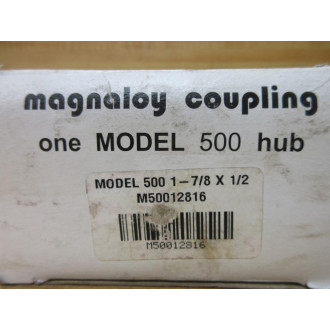 magnaloy coupling
one MODEL 500 hub
MODEL 500 1-7/8 X 1/2
M50012816
M50012816